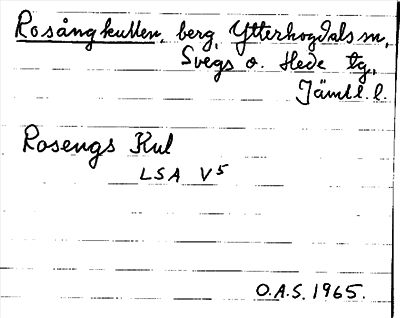 Rosångkullen, berg, Ytterhogdals sn,
Svegs o. Hede tg,
Jämtl. l.
Rosengs Kul
LSA V5
O.A.S. 1965.